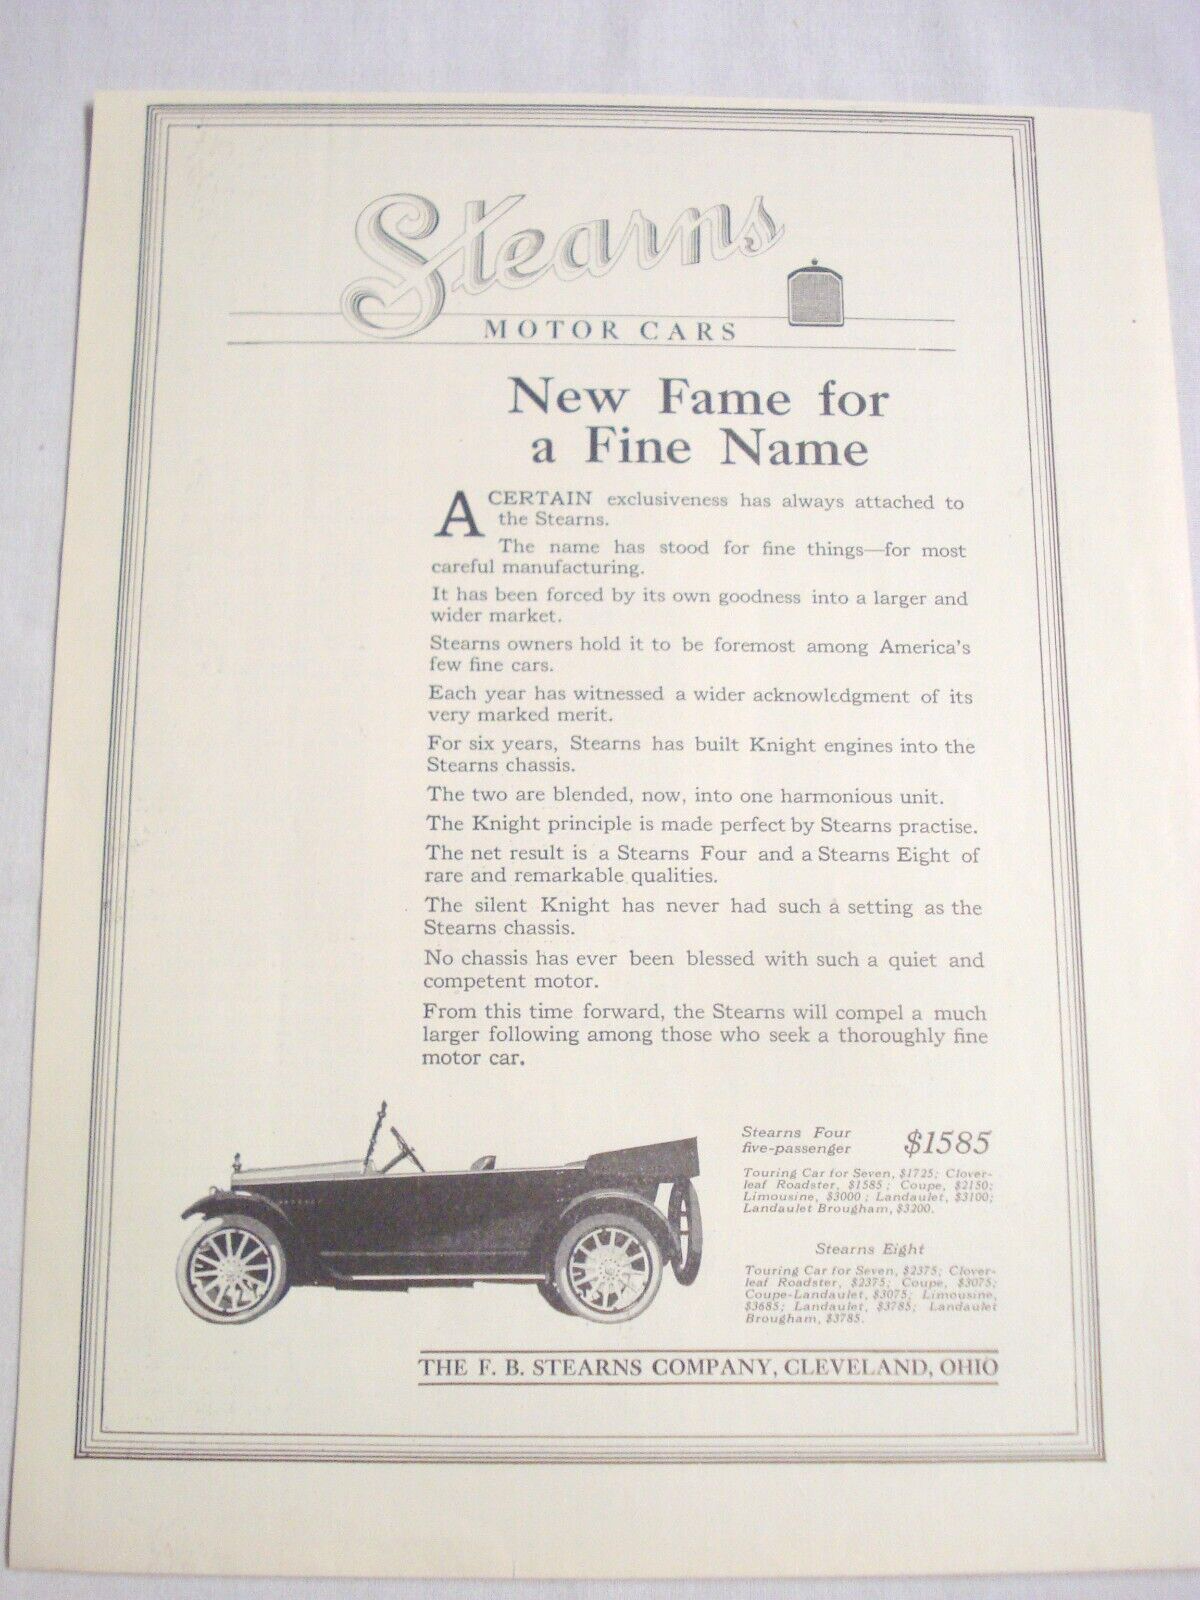 Stearns
MOTOR CARS
New Fame for
a Fine Name
A CERTAIN exclusiveness has always attached to
the Stearns.
The name has stood for fine things—for most
careful manufacturing.
It has been forced by its own goodness into a larger and
wider market.
Stearns owners hold it to be foremost among America's
few fine cars.
Each year has witnessed a wider acknowledgment of its
very marked merit.
For six years, Stearns has built Knight engines into the
Stearns chassis.
The two are blended, now, into one harmonious unit.
The Knight principle is made perfect by Stearns practise.
The net result is a Stearns Four and a Stearns Eight of
rare and remarkable qualities.
The silent Knight has never had such a setting as the
Stearns chassis.
No chassis has ever been blessed with such a quiet and
competent motor.
From this time forward, the Stearns will compel a much
larger following among those who seek a thoroughly fine
motor car.
Stearns Four
five-passenger $1585
Touring Car for Seven, $1725; Clover-
leaf Roadster, $1585; Coupe, $2150;
Limousine, $3000; Landaulet, $3100;
Landaulet Brougham, $3200.
Stearns Eight
Touring Car for Seven, $2375; Clover-
leaf Roadster, $2375; Coupe, $3075;
Coupe-Landaulet, $3075; Limousine,
$3685; Landaulet, $3785; Landaulet
Brougham, $3785.
THE F. B. STEARNS COMPANY, CLEVELAND, OHIO